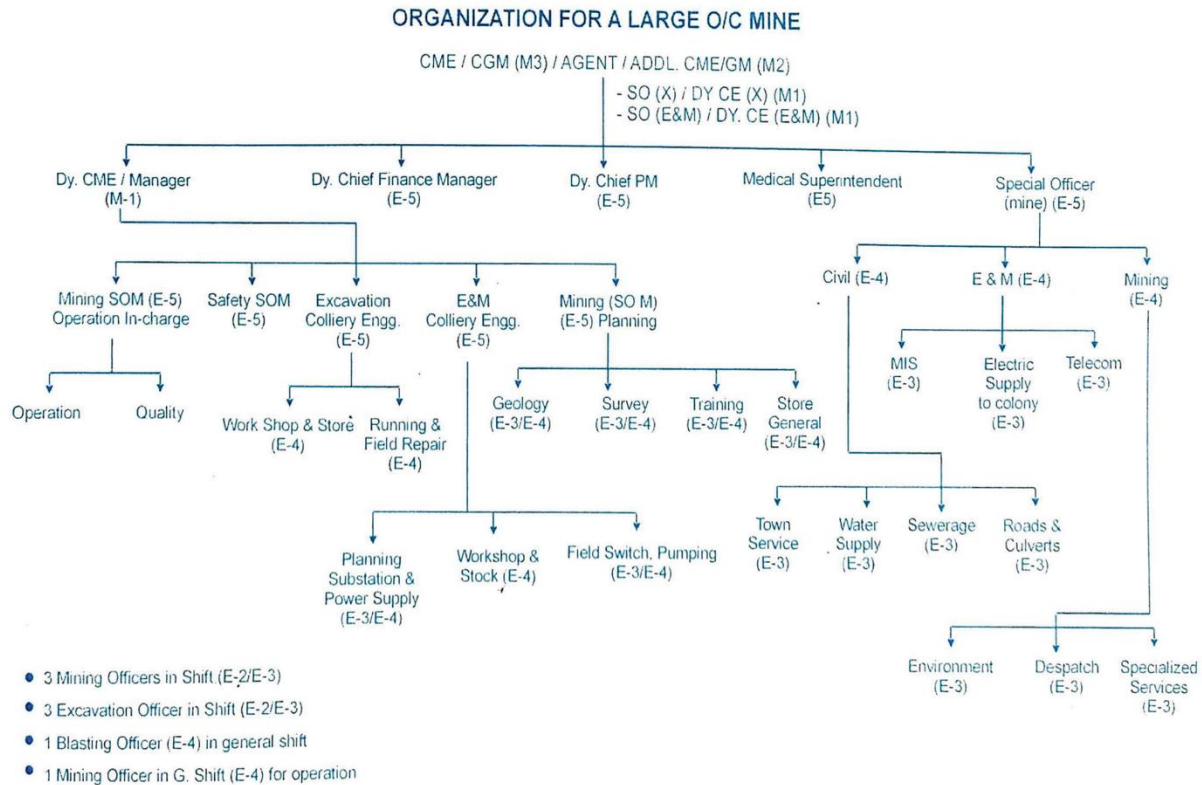 ORGANIZATION FOR A LARGE O/C MINE
CME / CGM (M3) / AGENT / ADDL. CME/GM (M2)
- SO (X) / DY CE (X) (M1)
- SO (E&M) / DY. CE (E&M) (M1)
Dy. CME / Manager
(M-1)
Dy. Chief Finance Manager
(E-5)
Dy. Chief PM
(E-5)
Medical Superintendent
(E5)
Special Officer
(mine) (E-5)
Mining SOM (E-5)
Operation In-charge
Safety SOM
(E-5)
Excavation
Colliery Engg.
(E-5)
E&M
Colliery Engg.
(E-5)
Mining (SO M)
(E-5) Planning
Civil (E-4)
E & M (E-4)
Mining
(E-4)
Operation
Quality
Work Shop & Store
(E-4)
Running &
Field Repair
(E-4)
Geology
(E-3/E-4)
Survey
(E-3/E-4)
Training
(E-3/E-4)
Store
General
(E-3/E-4)
MIS
(E-3)
Electric
Supply
to colony
(E-3)
Telecom
(E-3)
Planning
Substation &
Power Supply
(E-3/E-4)
Workshop &
Stock (E-4)
Field Switch, Pumping
(E-3/E-4)
Town
Service
(E-3)
Water
Supply
(E-3)
Sewerage
(E-3)
Roads &
Culverts
(E-3)
Environment
(E-3)
Despatch
(E-3)
Specialized
Services
(E-3)
• 3 Mining Officers in Shift (E-2/E-3)
• 3 Excavation Officer in Shift (E-2/E-3)
• 1 Blasting Officer (E-4) in general shift
• 1 Mining Officer in G. Shift (E-4) for operation